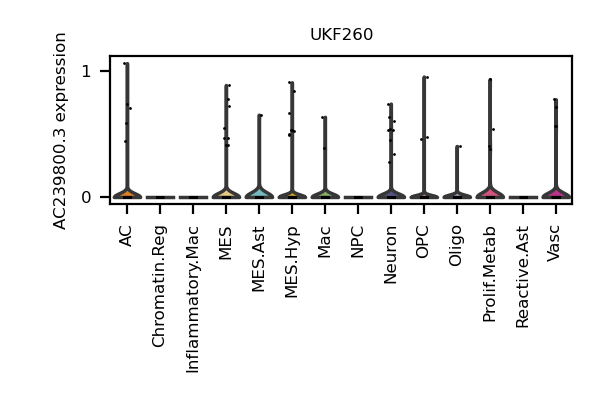 UKF260
AC239800.3 expression
1
0
AC
Chromatin.Reg
Inflammatory.Mac
MES
MES.Ast
MES.Hyp
Mac
NPC
Neuron
OPC
Oligo
Prolif.Metab
Reactive.Ast
Vasc